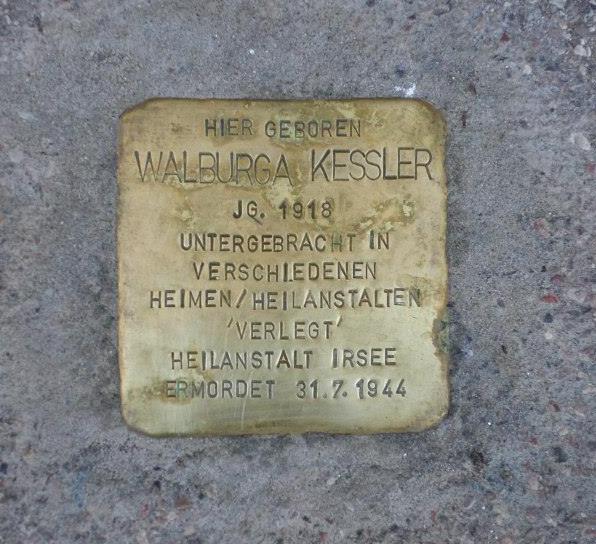 HIER GEBOREN
WALBURGA KESSLER
JG. 1918
UNTERGEBRACHT IN
VERSCHIEDENEN
HEIMEN/HEILANSTALTEN
'VERLEGT'
HEILANSTALT IRSEE
ERMORDET 31.7.1944